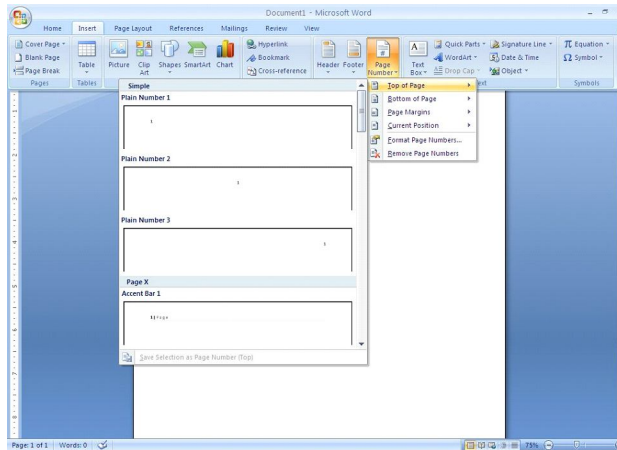 Document1 - Microsoft Word
Home Insert Page Layout References Mailings Review View
Cover Page
Blank Page
Page Break
Pages
Table
Tables
Picture
Clip Art
Shapes
SmartArt
Chart
Hyperlink
Bookmark
Cross-reference
Header
Footer
Page Number
Text Box
Quick Parts
WordArt
Drop Cap
Signature Line
Date & Time
Object
Equation
Symbol
Symbols
Top of Page
Bottom of Page
Page Margins
Current Position
Format Page Numbers...
Remove Page Numbers
Simple
Plain Number 1
1
Plain Number 2
1
Plain Number 3
1
Page X
Accent Bar 1
1 | Page
Save Selection as Page Number (Top)
Page: 1 of 1 Words: 0
75%